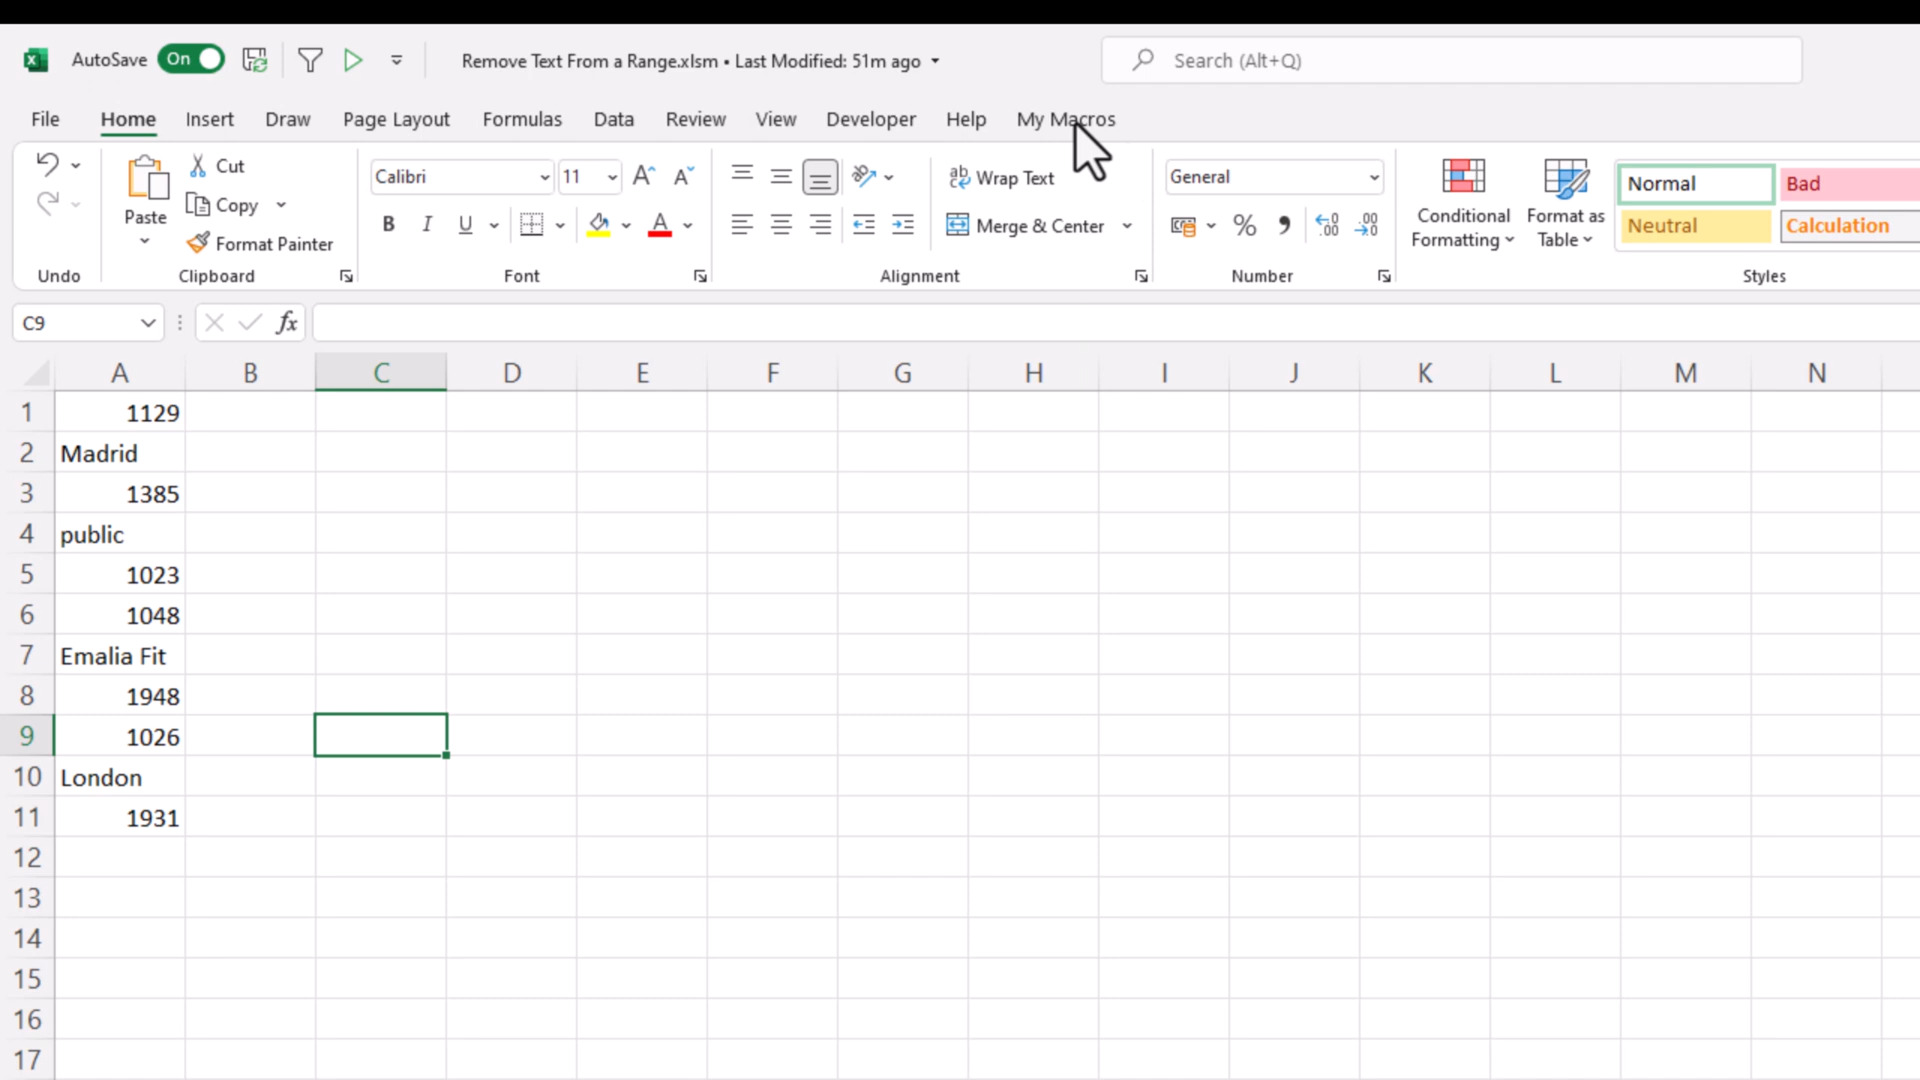 AutoSave On Remove Text From a Range.xlsm • Last Modified: 51m ago Search (Alt+Q)
File Home Insert Draw Page Layout Formulas Data Review View Developer Help My Macros
Cut Calibri 11 Wrap Text General Normal Bad
Paste Copy B I U A Merge & Center % Conditional Formatting Format as Table Neutral Calculation
Format Painter
Undo Clipboard Font Alignment Number Styles
C9 fx
A B C D E F G H I J K L M N
1 1129
2 Madrid
3 1385
4 public
5 1023
6 1048
7 Emalia Fit
8 1948
9 1026
10 London
11 1931
12
13
14
15
16
17